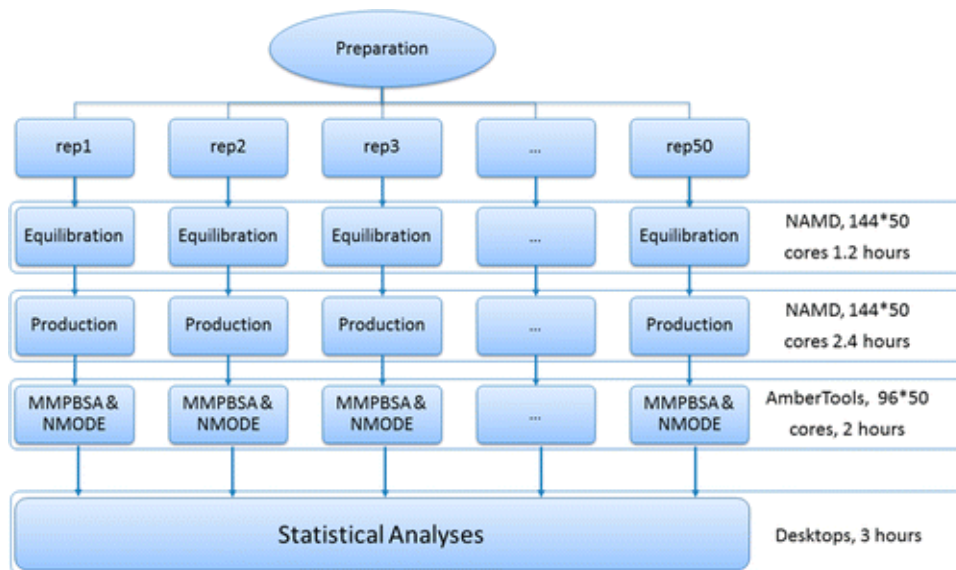 Preparation
rep1 rep2 rep3 ... rep50
Equilibration Equilibration Equilibration ... Equilibration
NAMD, 144*50
cores 1.2 hours
Production Production Production ... Production
NAMD, 144*50
cores 2.4 hours
MMPBSA & MMPBSA & MMPBSA & ... MMPBSA &
NMODE NMODE NMODE NMODE
AmberTools, 96*50
cores, 2 hours
Statistical Analyses
Desktops, 3 hours